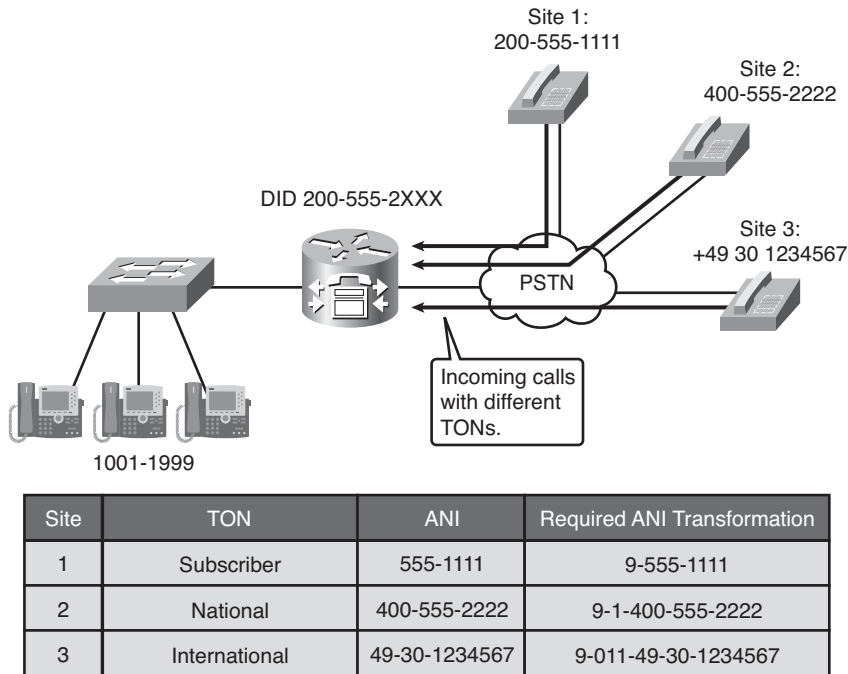 Site 1:
200-555-1111
Site 2:
400-555-2222
DID 200-555-2XXX
Site 3:
+49 30 1234567
PSTN
Incoming calls
with different
TONs.
1001-1999
Site TON ANI Required ANI Transformation
1 Subscriber 555-1111 9-555-1111
2 National 400-555-2222 9-1-400-555-2222
3 International 49-30-1234567 9-011-49-30-1234567